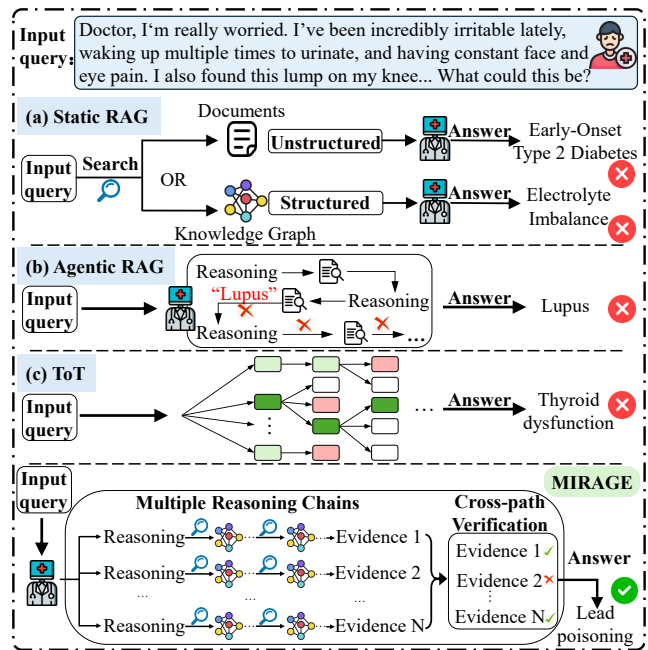 Input query:
Doctor, I'm really worried. I've been incredibly irritable lately,
waking up multiple times to urinate, and having constant face and
eye pain. I also found this lump on my knee... What could this be?
(a) Static RAG
Documents
Input query
Search
OR
Unstructured
Answer
Early-Onset
Type 2 Diabetes
Structured
Answer
Electrolyte
Imbalance
Knowledge Graph
(b) Agentic RAG
Input query
Reasoning
"Lupus"
Reasoning
Reasoning
...
Answer
Lupus
(c) ToT
Input query
⋮
...
Answer
Thyroid
dysfunction
MIRAGE
Input query
Multiple Reasoning Chains
Reasoning
Evidence 1
Reasoning
Evidence 2
...
...
Reasoning
Evidence N
Cross-path
Verification
Evidence 1
Evidence 2
⋮
Evidence N
Answer
Lead
poisoning